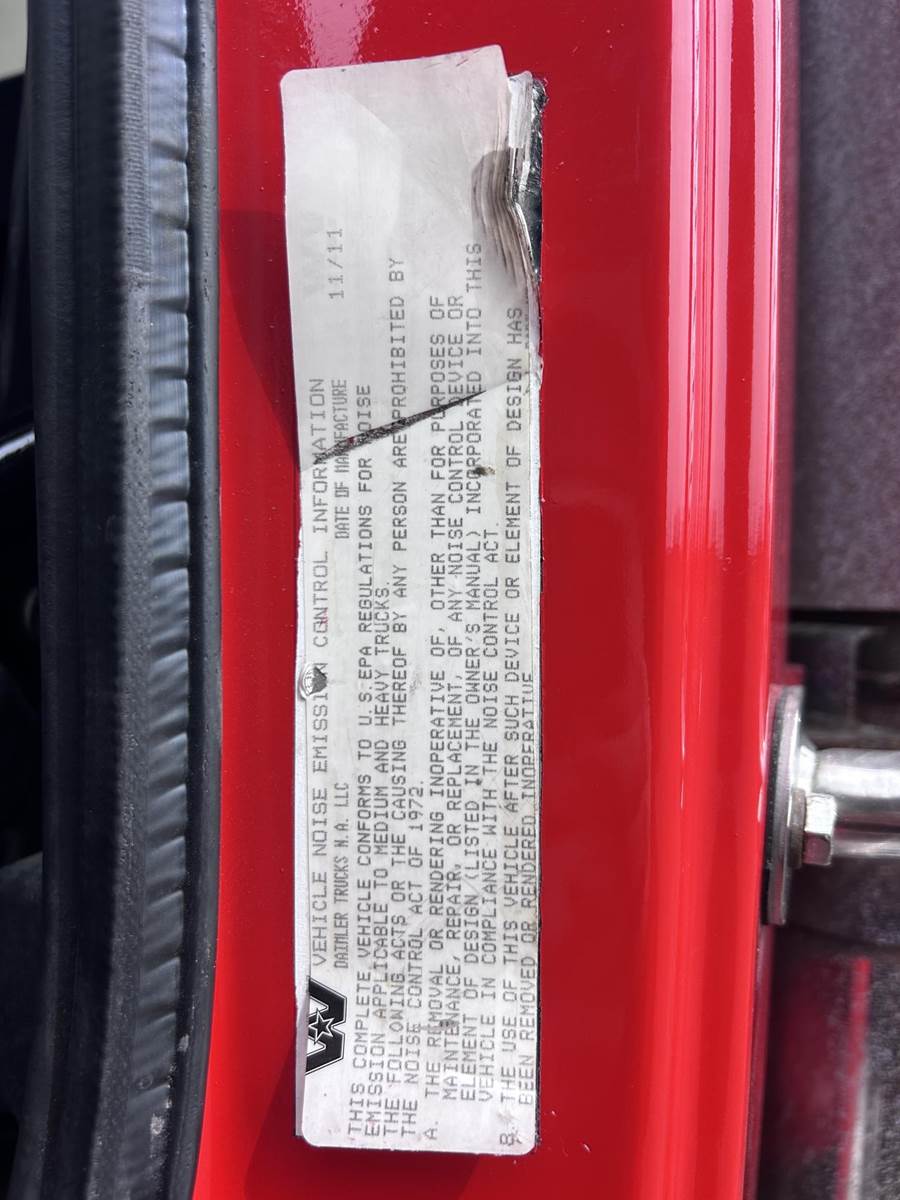 VEHICLE NOISE EMISSION CONTROL INFORMATION
DAIMLER TRUCKS N.A. LLC DATE OF MANUFACTURE 11/11
THIS COMPLETE VEHICLE CONFORMS TO U.S.EPA REGULATIONS FOR NOISE
EMISSION APPLICABLE TO MEDIUM AND HEAVY TRUCKS.
THE FOLLOWING ACTS OR THE CAUSING THEREOF BY ANY PERSON ARE PROHIBITED BY
THE NOISE CONTROL ACT OF 1972.
A. THE REMOVAL OR RENDERING INOPERATIVE OF, OTHER THAN FOR PURPOSES OF
MAINTENANCE, REPAIR, OR REPLACEMENT, OF ANY NOISE CONTROL DEVICE OR
ELEMENT OF DESIGN (LISTED IN THE OWNER'S MANUAL) INCORPORATED INTO THIS
VEHICLE IN COMPLIANCE WITH THE NOISE CONTROL ACT.
B. THE USE OF THIS VEHICLE AFTER SUCH DEVICE OR ELEMENT OF DESIGN HAS
BEEN REMOVED OR RENDERED INOPERATIVE